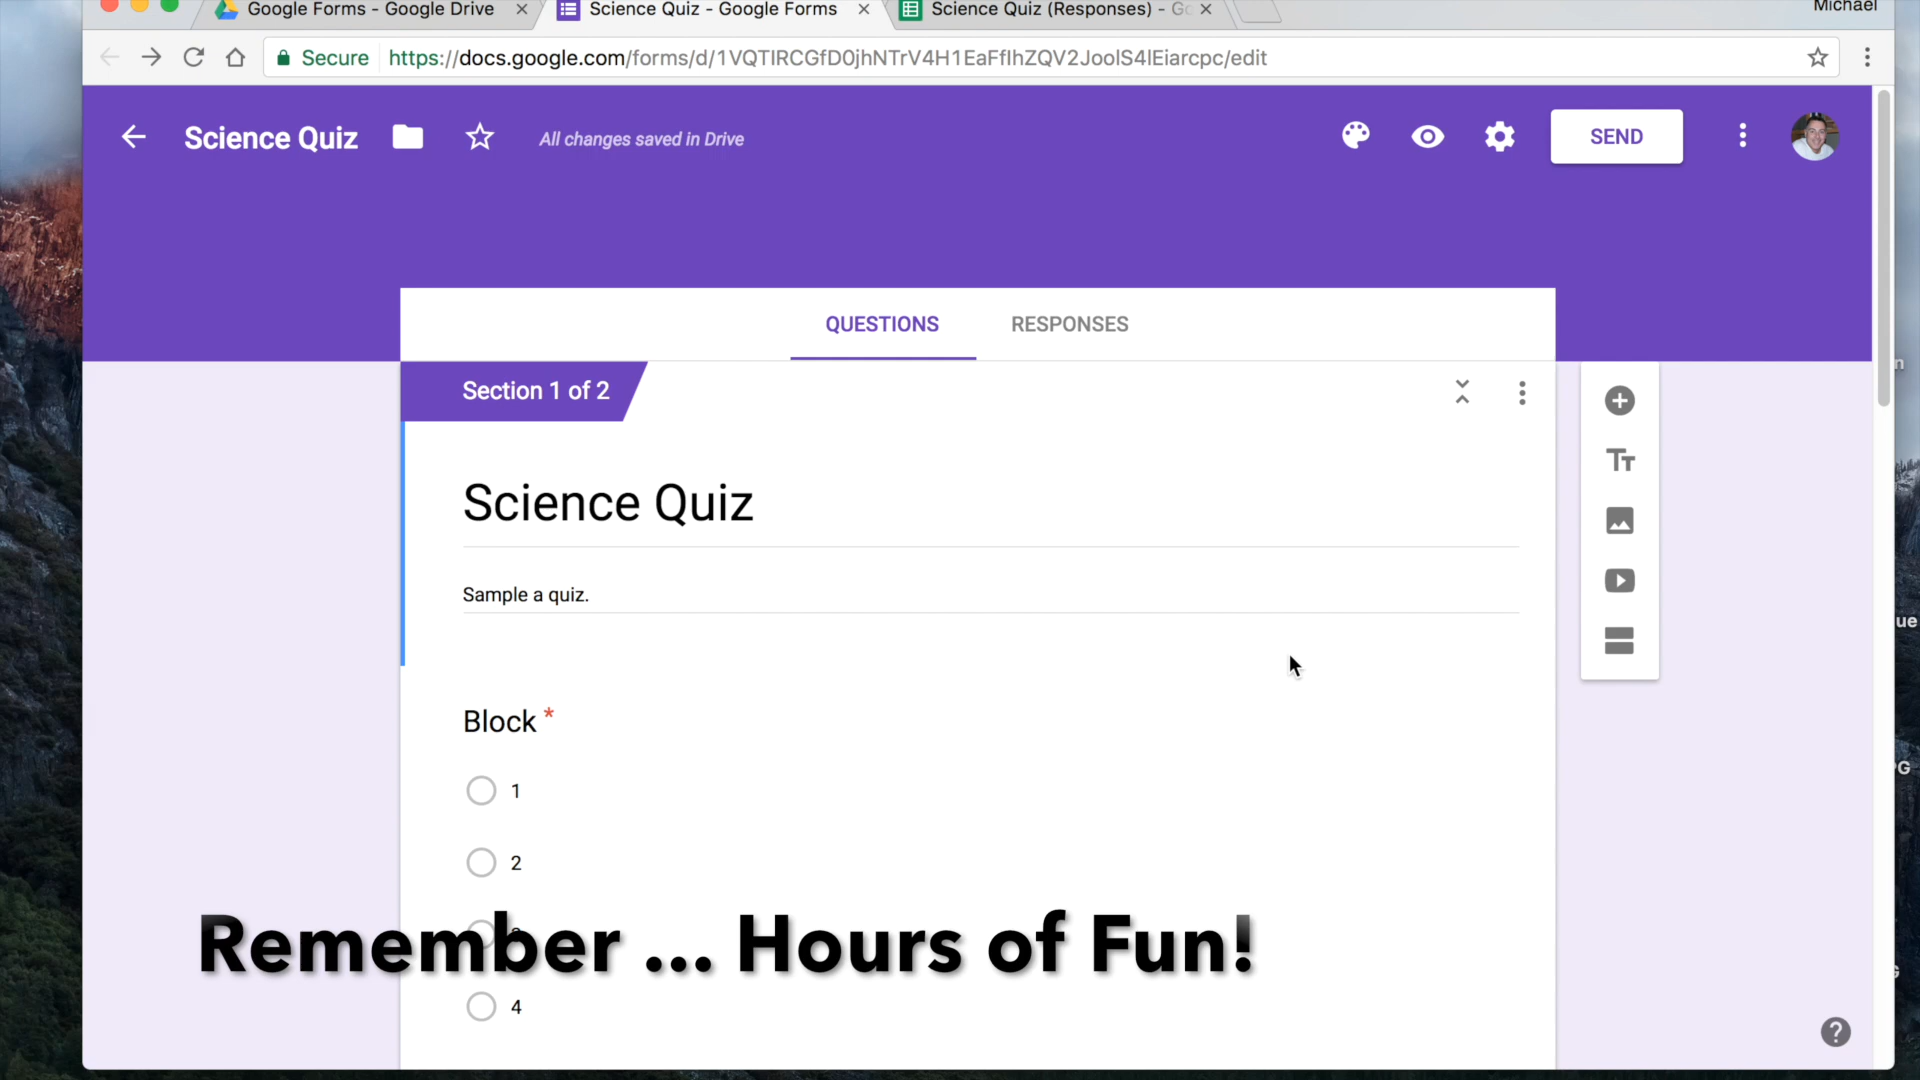 Michael
Google Forms - Google Drive
Science Quiz - Google Forms
Science Quiz (Responses) - Go
Secure
https://docs.google.com/forms/d/1VQTIRCGfD0jhNTrV4H1EaFfIhZQV2JoolS4lEiarcpc/edit
Science Quiz
All changes saved in Drive
SEND
QUESTIONS
RESPONSES
Section 1 of 2
Tт
Science Quiz
Sample a quiz.
Block *
1
2
Remember ... Hours of Fun!
4